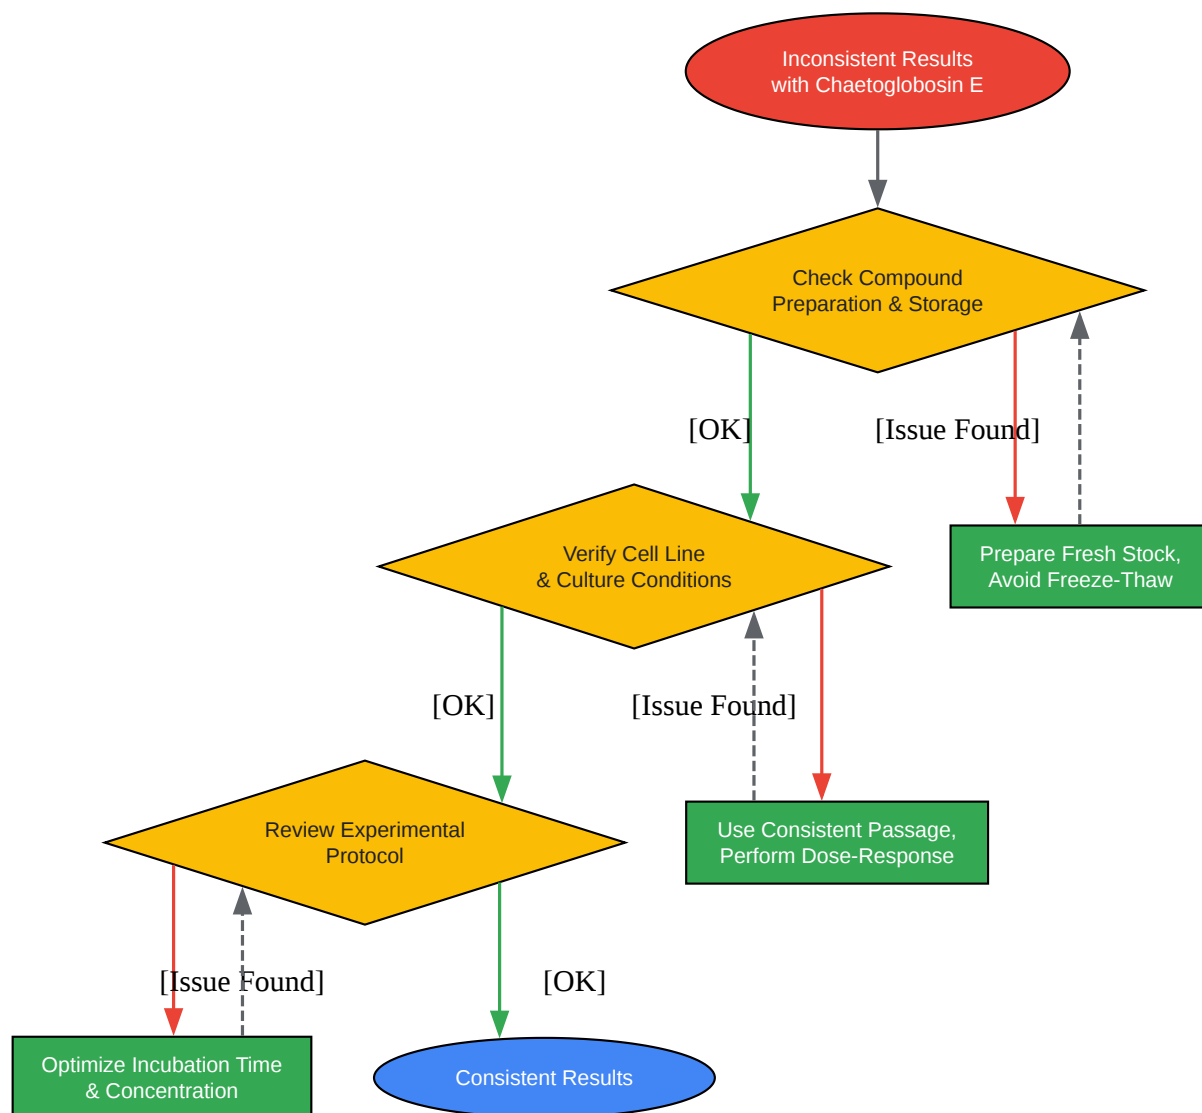 Inconsistent Results
with Chaetoglobosin E
Check Compound
Preparation & Storage
[OK]
[Issue Found]
Verify Cell Line
& Culture Conditions
Prepare Fresh Stock,
Avoid Freeze-Thaw
[OK]
[Issue Found]
Review Experimental
Protocol
Use Consistent Passage,
Perform Dose-Response
[Issue Found]
[OK]
Optimize Incubation Time
& Concentration
Consistent Results